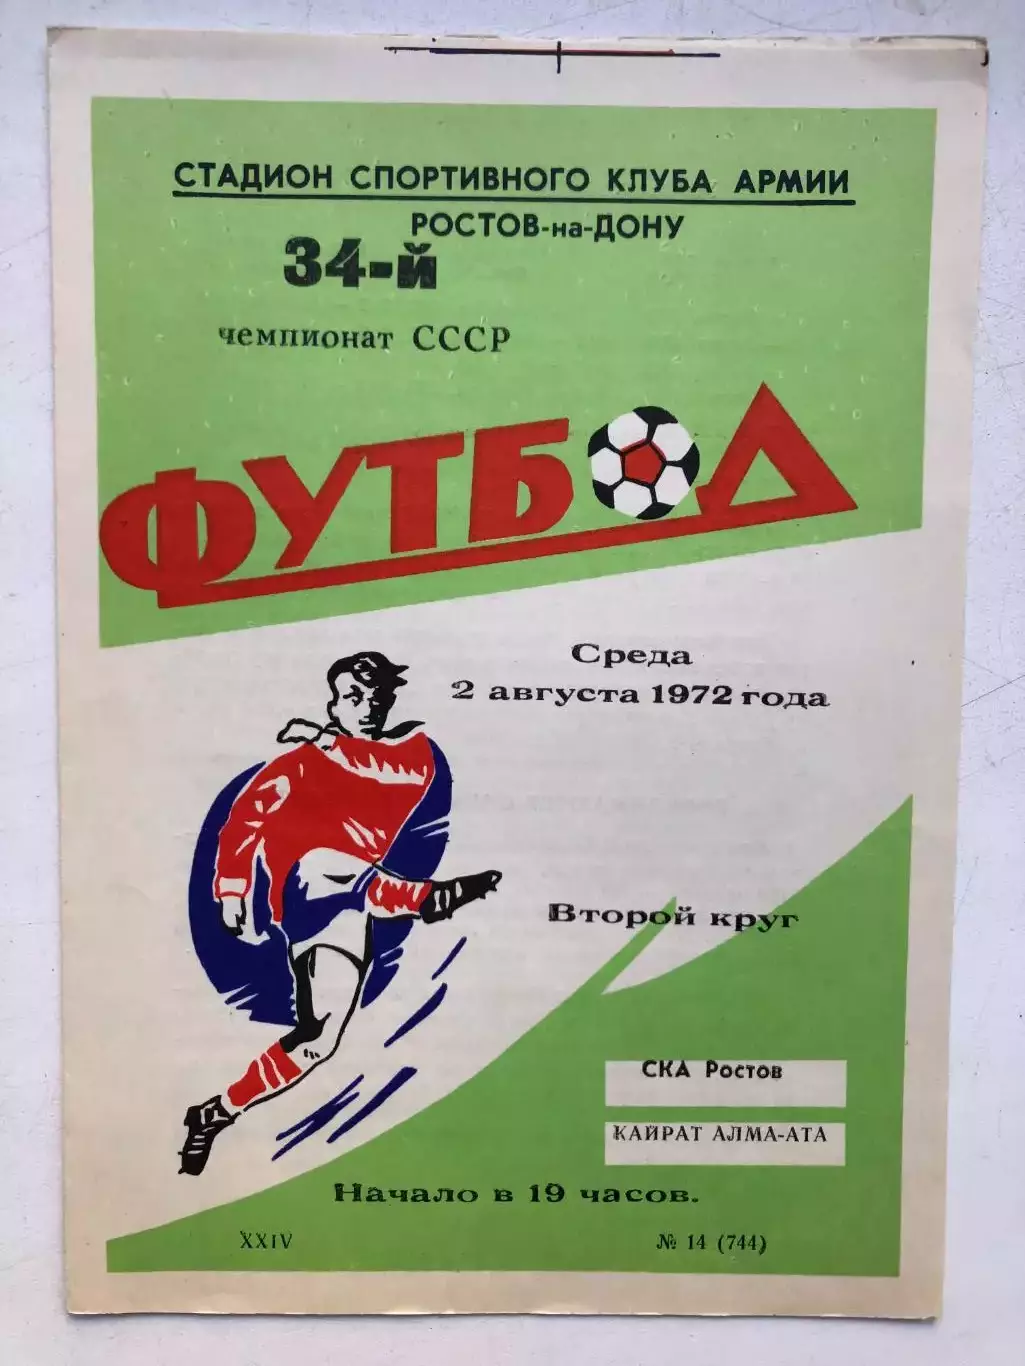 СТАДИОН СПОРТИВНОГО КЛУБА АРМИИ
РОСТОВ-на-ДОНУ
34-й
чемпионат СССР
ФУТБОЛ
Среда
2 августа 1972 года
Второй круг
СКА Ростов
КАЙРАТ АЛМА-АТА
Начало в 19 часов.
XXIV
№ 14 (744)